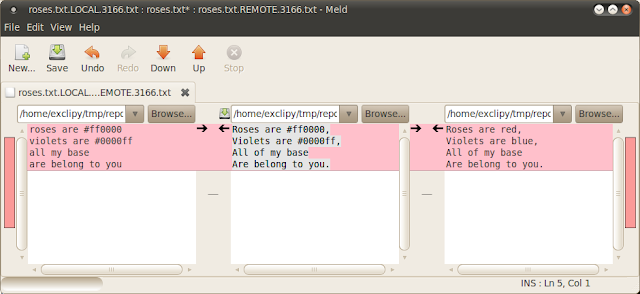 roses.txt.LOCAL.3166.txt : roses.txt* : roses.txt.REMOTE.3166.txt - Meld
File Edit View Help
New... Save Undo Redo Down Up Stop
roses.txt.LOCAL....EMOTE.3166.txt
/home/exclipy/tmp/repo Browse... /home/exclipy/tmp/repo Browse... /home/exclipy/tmp/repo Browse...
roses are #ff0000
violets are #0000ff
all my base
are belong to you
Roses are #ff0000,
Violets are #0000ff,
All of my base
Are belong to you.
Roses are red,
Violets are blue,
All of my base
Are belong to you.
INS : Ln 5, Col 1